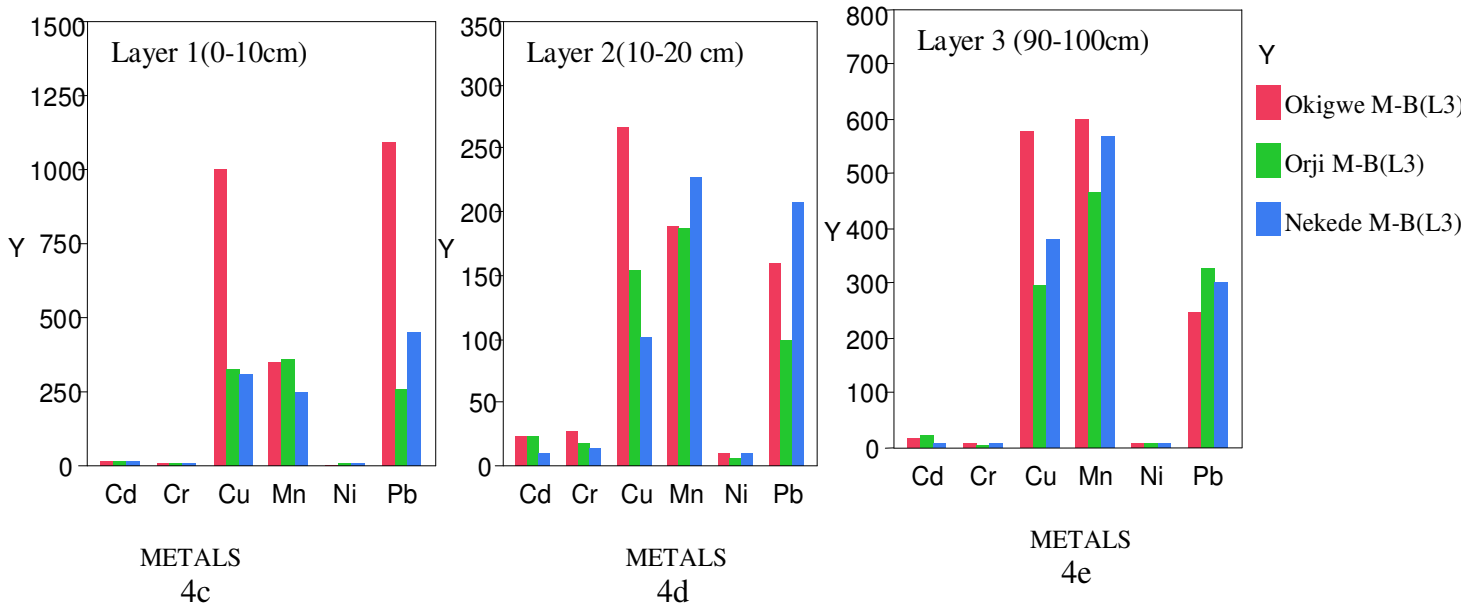 1500
1250
1000
750
500
250
0
Y
Layer 1(0-10cm)
Cd Cr Cu Mn Ni Pb
METALS
4c
350
300
250
200
150
100
50
0
Y
Layer 2(10-20 cm)
Cd Cr Cu Mn Ni Pb
METALS
4d
800
700
600
500
400
300
200
100
0
Y
Layer 3 (90-100cm)
Cd Cr Cu Mn Ni Pb
METALS
4e
Y
Okigwe M-B(L3)
Orji M-B(L3)
Nekede M-B(L3)